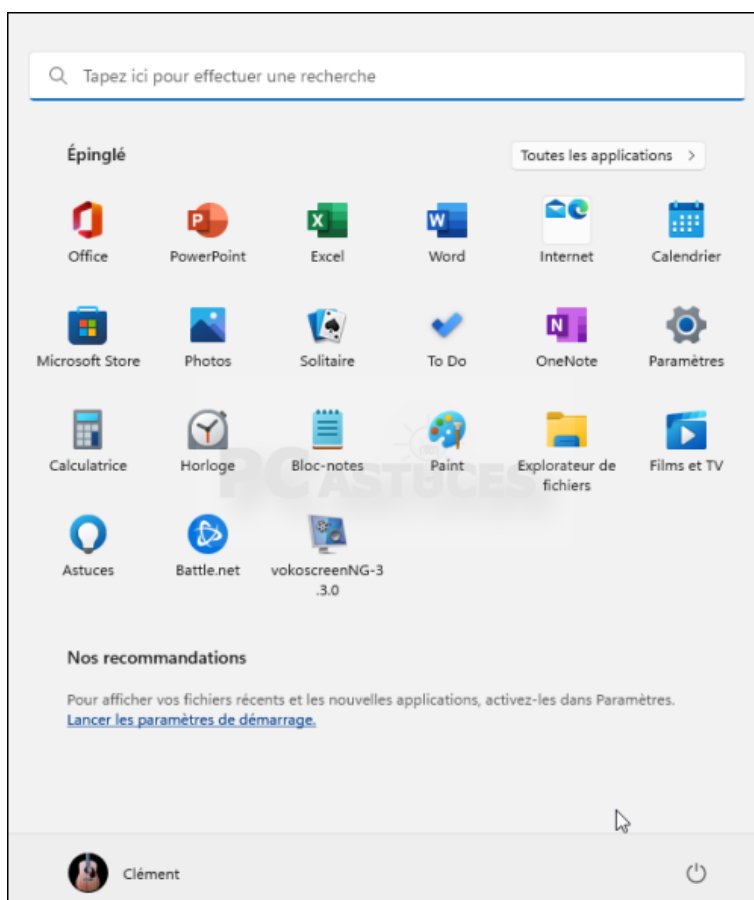 Tapez ici pour effectuer une recherche
Épinglé
Toutes les applications
Office
PowerPoint
Excel
Word
Internet
Calendrier
Microsoft Store
Photos
Solitaire
To Do
OneNote
Paramètres
Calculatrice
Horloge
Bloc-notes
Paint
Explorateur de
fichiers
Films et TV
PC ASTUCES
Astuces
Battle.net
vokoscreenNG-3
.3.0
Nos recommandations
Pour afficher vos fichiers récents et les nouvelles applications, activez-les dans Paramètres.
Lancer les paramètres de démarrage.
Clément